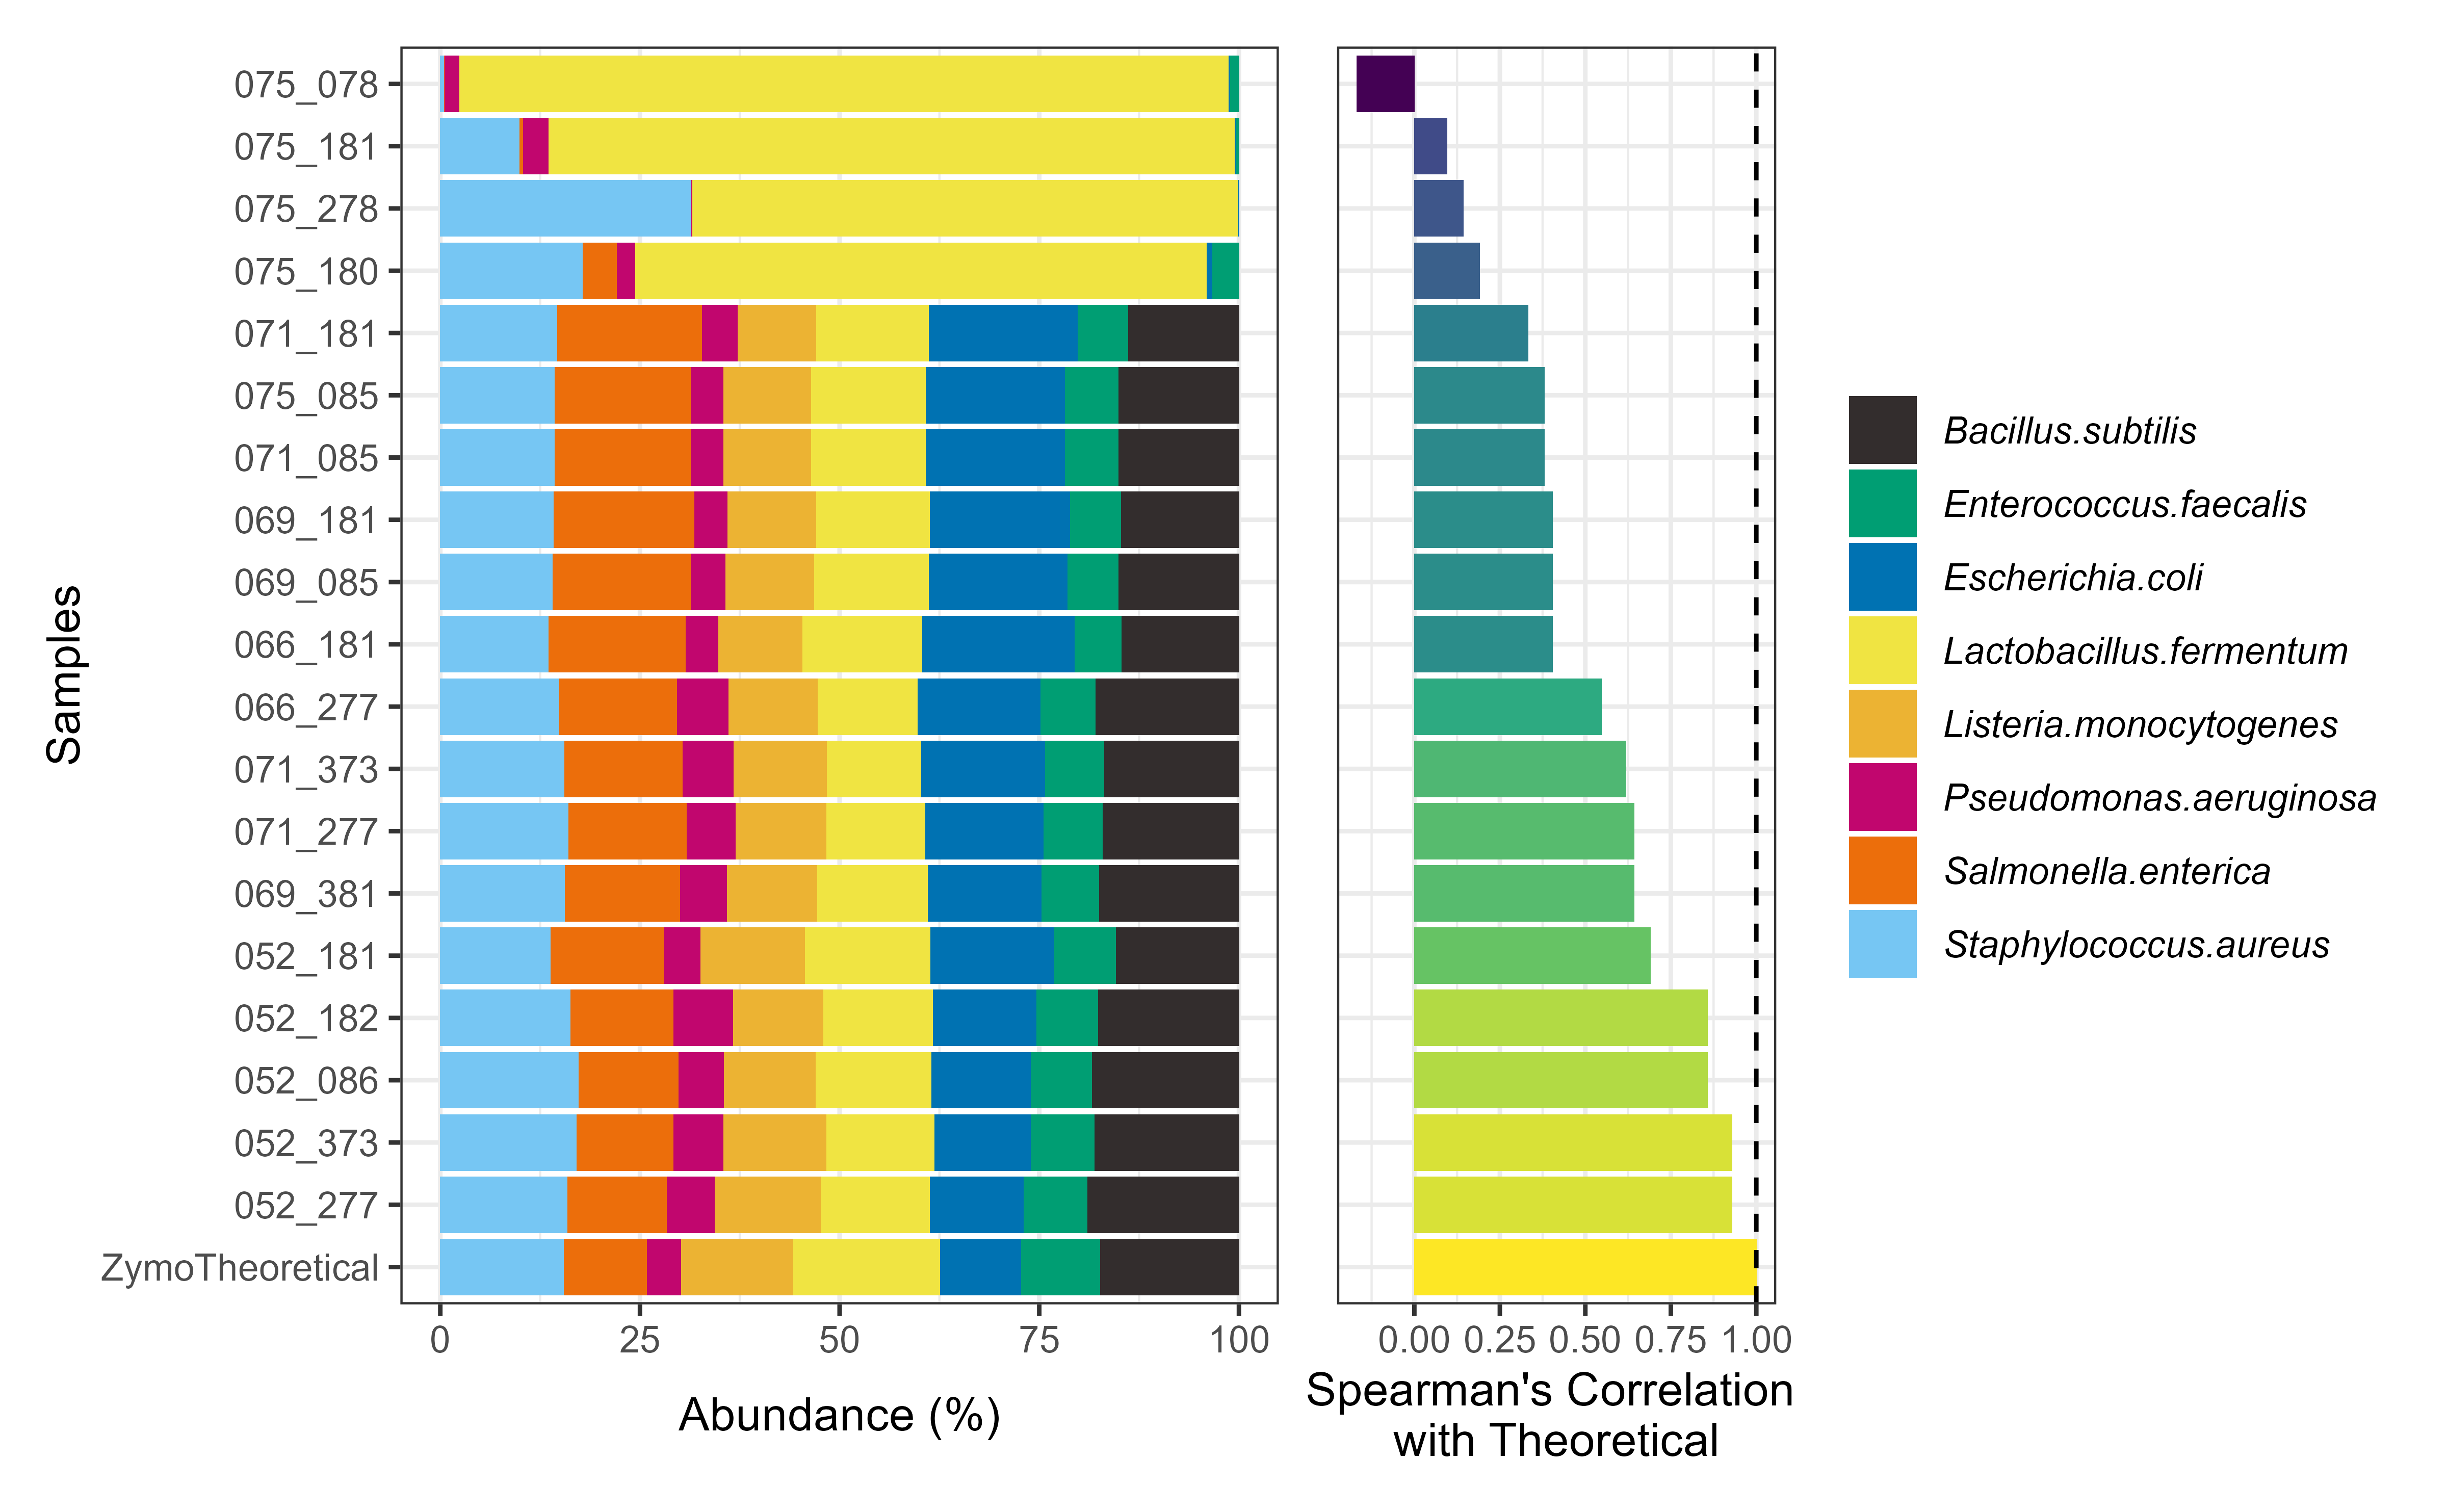 Samples
075_078
075_181
075_278
075_180
071_181
075_085
071_085
069_181
069_085
066_181
066_277
071_373
071_277
069_381
052_181
052_182
052_086
052_373
052_277
ZymoTheoretical
0 25 50 75 100
Abundance (%)
0.00 0.25 0.50 0.75 1.00
Spearman's Correlation
with Theoretical
Bacillus.subtilis
Enterococcus.faecalis
Escherichia.coli
Lactobacillus.fermentum
Listeria.monocytogenes
Pseudomonas.aeruginosa
Salmonella.enterica
Staphylococcus.aureus